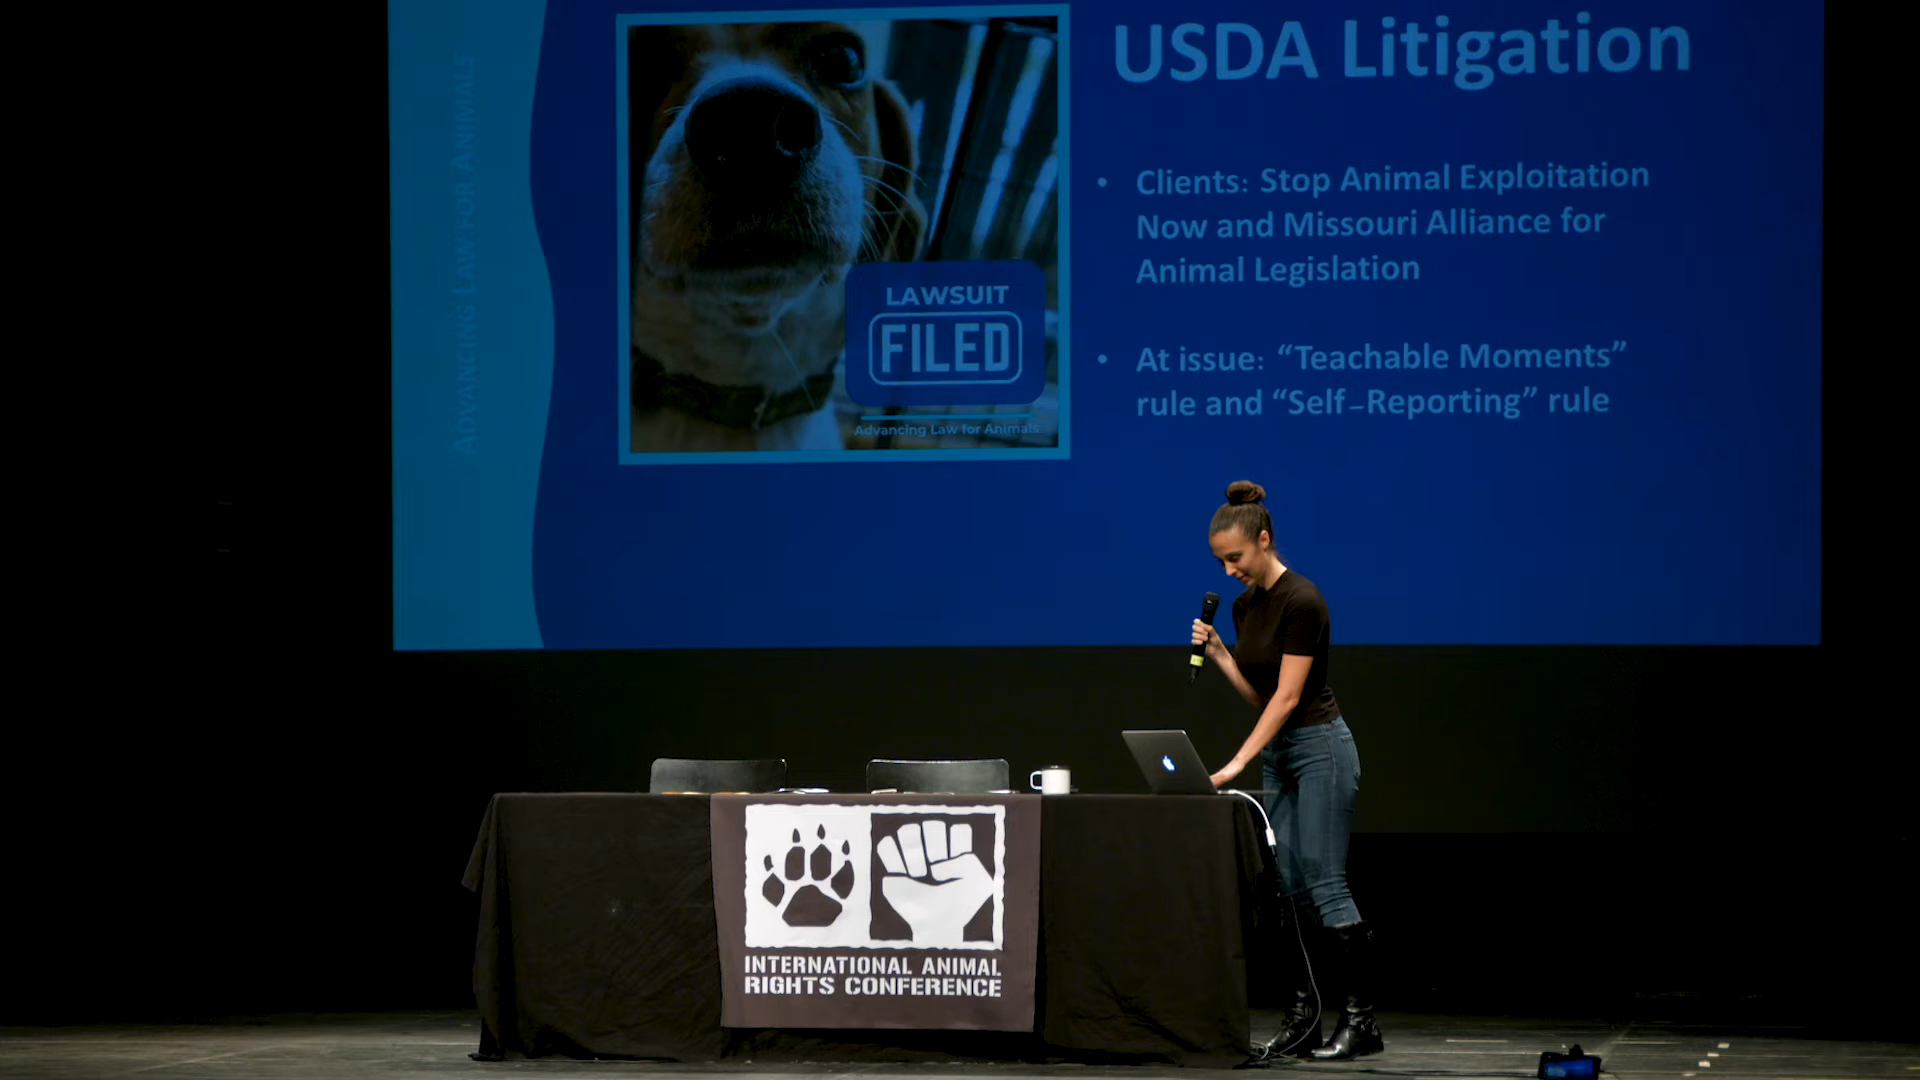 ADVANCING LAW FOR ANIMALS
USDA Litigation
• Clients: Stop Animal Exploitation
Now and Missouri Alliance for
Animal Legislation
• At issue: “Teachable Moments”
rule and “Self-Reporting” rule
LAWSUIT
FILED
Advancing Law for Animals
INTERNATIONAL ANIMAL
RIGHTS CONFERENCE